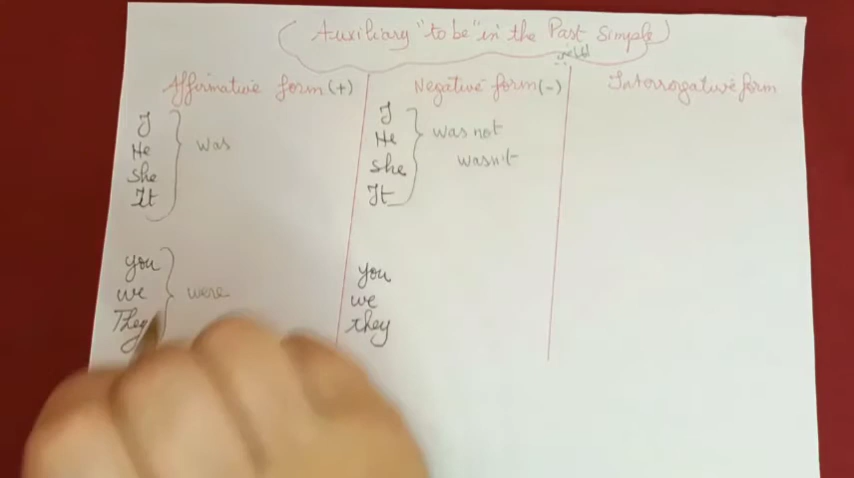 Auxiliary "to be" in the Past Simple
Affirmative form (+)
I
He
she
It
was
you
we
They
were
Negative form (-)
I
He
she
It
was not
wasn't
you
we
they
Interrogative form